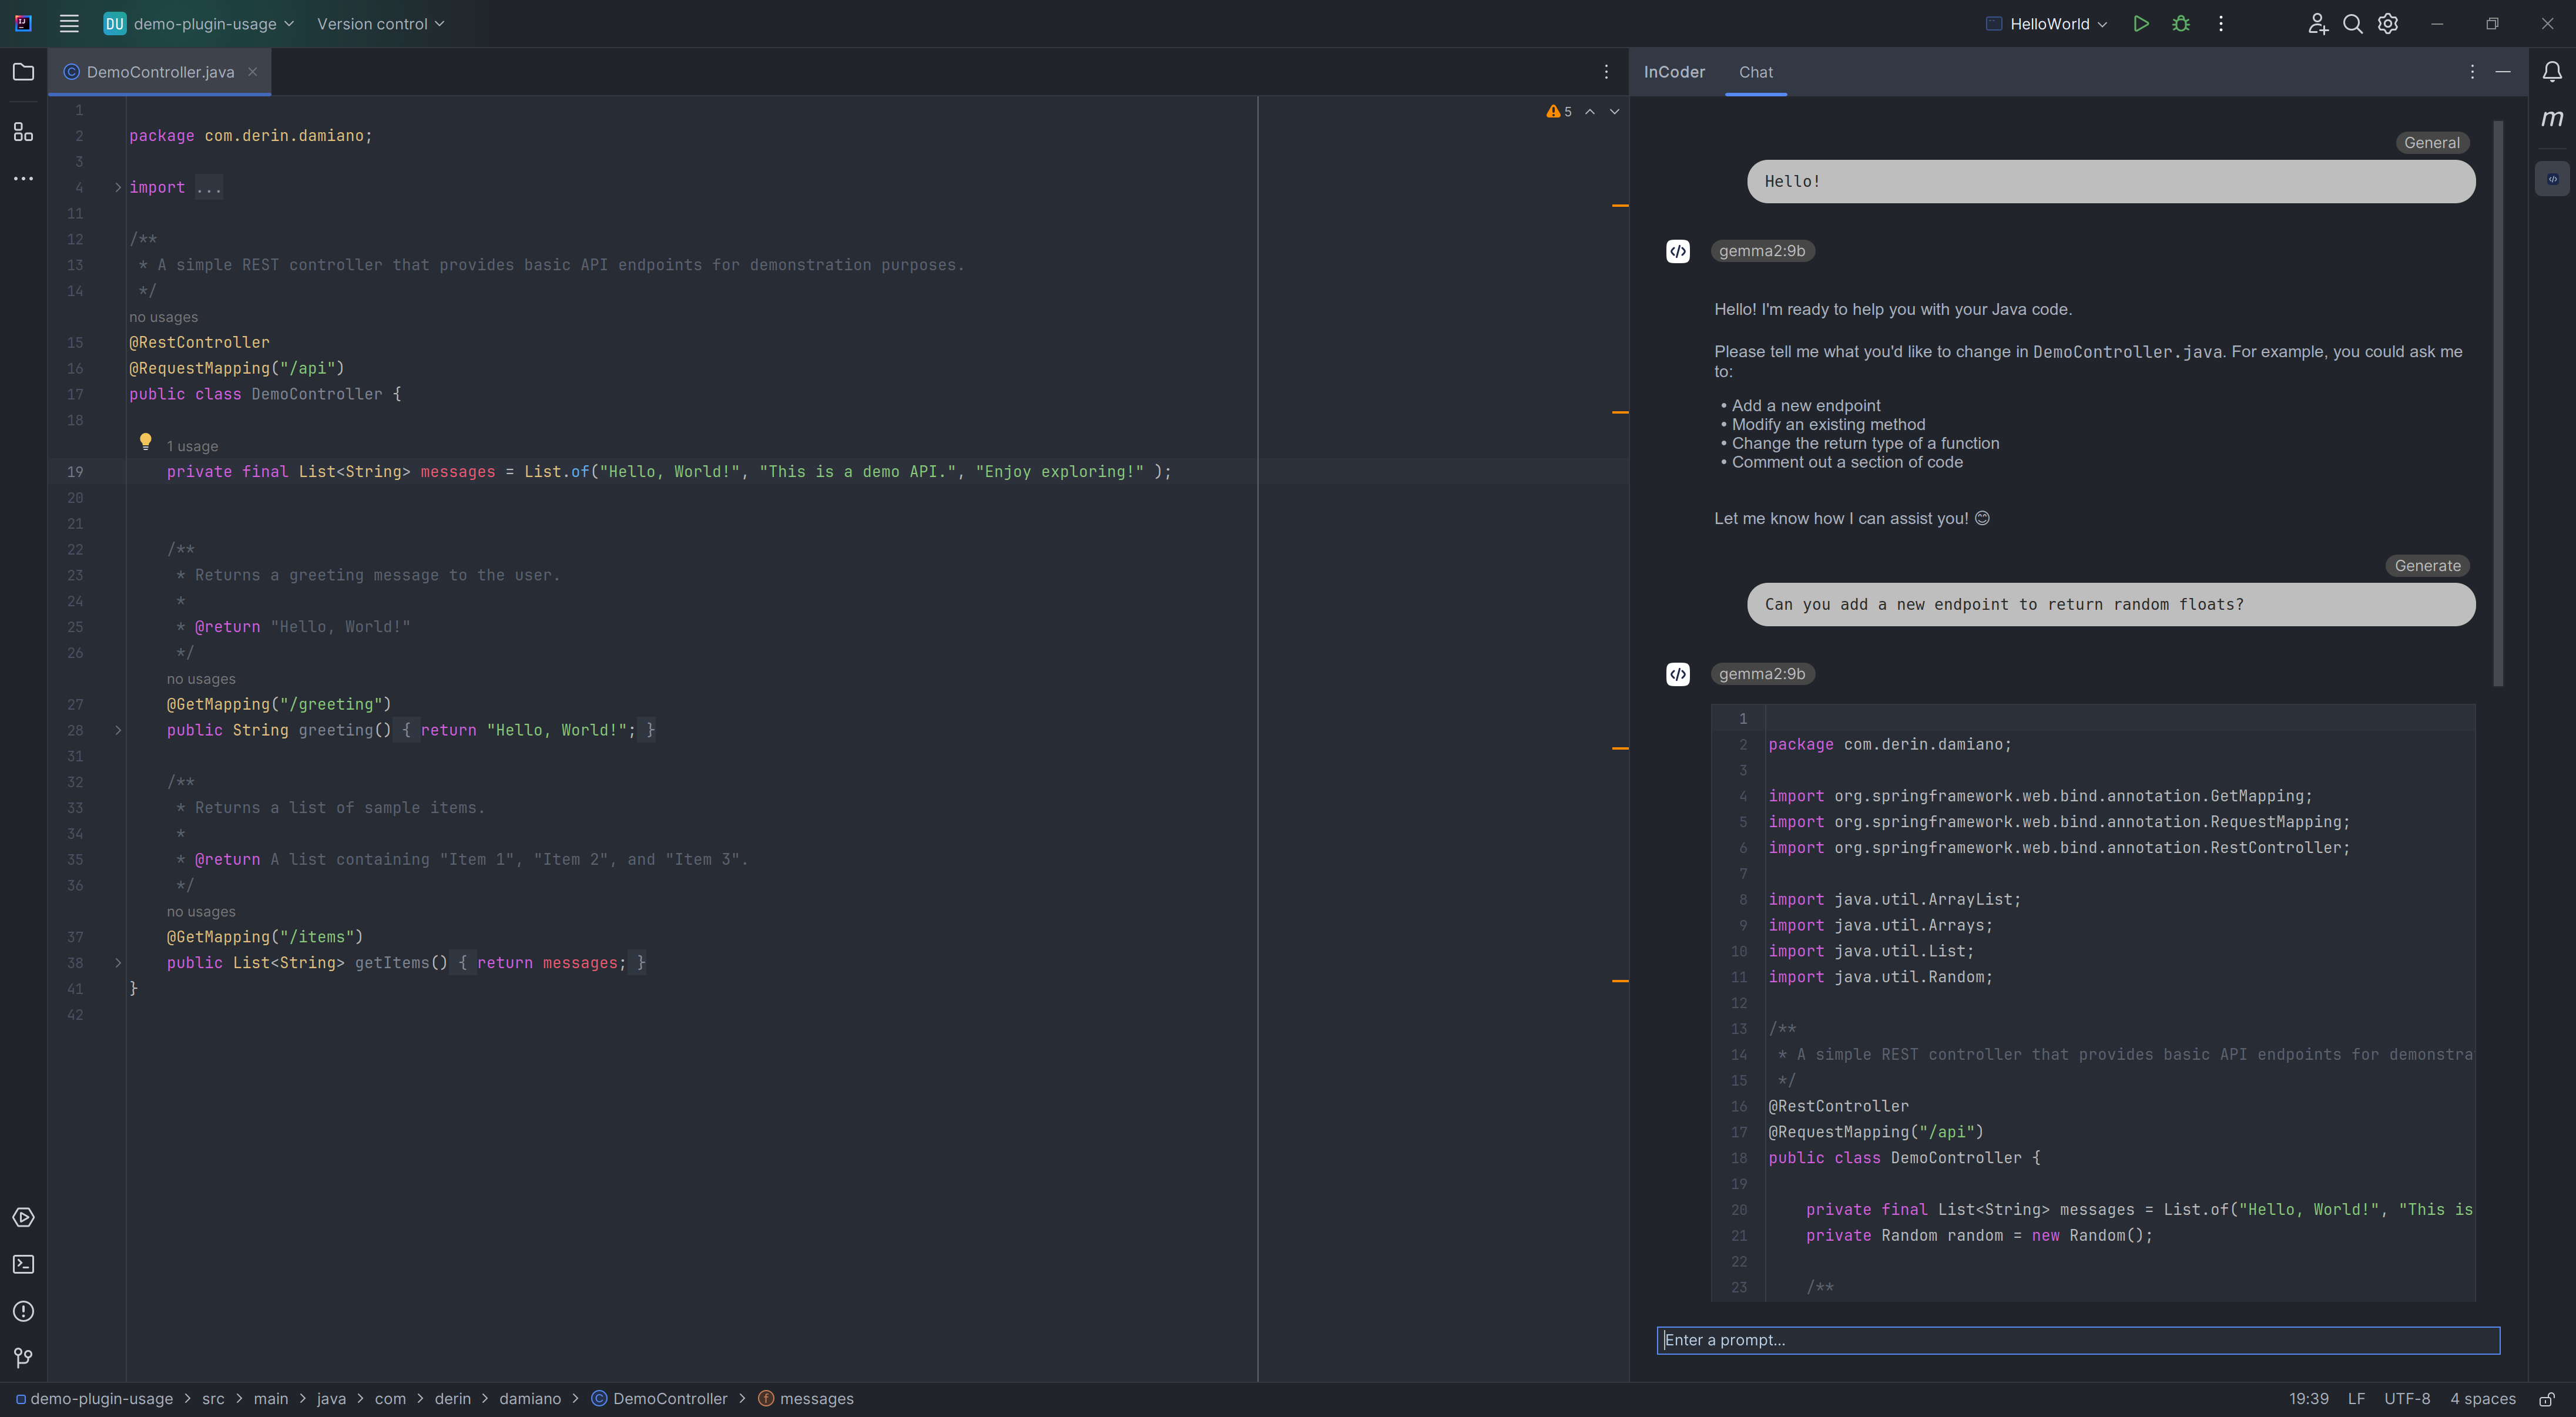 DU demo-plugin-usage Version control HelloWorld
DemoController.java
5
1
2 package com.derin.damiano;
3
4 import ...
11
12 /**
13 * A simple REST controller that provides basic API endpoints for demonstration purposes.
14 */
no usages
15 @RestController
16 @RequestMapping("/api")
17 public class DemoController {
18
1 usage
19 private final List<String> messages = List.of("Hello, World!", "This is a demo API.", "Enjoy exploring!" );
20
21
22 /**
23 * Returns a greeting message to the user.
24 *
25 * @return "Hello, World!"
26 */
no usages
27 @GetMapping("/greeting")
28 public String greeting() { return "Hello, World!"; }
31
32 /**
33 * Returns a list of sample items.
34 *
35 * @return A list containing "Item 1", "Item 2", and "Item 3".
36 */
no usages
37 @GetMapping("/items")
38 public List<String> getItems() { return messages; }
41 }
42
InCoder Chat
General
Hello!
gemma2:9b
Hello! I'm ready to help you with your Java code.
Please tell me what you'd like to change in DemoController.java. For example, you could ask me
to:
• Add a new endpoint
• Modify an existing method
• Change the return type of a function
• Comment out a section of code
Let me know how I can assist you! 😊
Generate
Can you add a new endpoint to return random floats?
gemma2:9b
1
2 package com.derin.damiano;
3
4 import org.springframework.web.bind.annotation.GetMapping;
5 import org.springframework.web.bind.annotation.RequestMapping;
6 import org.springframework.web.bind.annotation.RestController;
7
8 import java.util.ArrayList;
9 import java.util.Arrays;
10 import java.util.List;
11 import java.util.Random;
12
13 /**
14 * A simple REST controller that provides basic API endpoints for demonstra
15 */
16 @RestController
17 @RequestMapping("/api")
18 public class DemoController {
19
20 private final List<String> messages = List.of("Hello, World!", "This is
21 private Random random = new Random();
22
23 /**
Enter a prompt...
m
demo-plugin-usage > src > main > java > com > derin > damiano > DemoController > messages
19:39 LF UTF-8 4 spaces